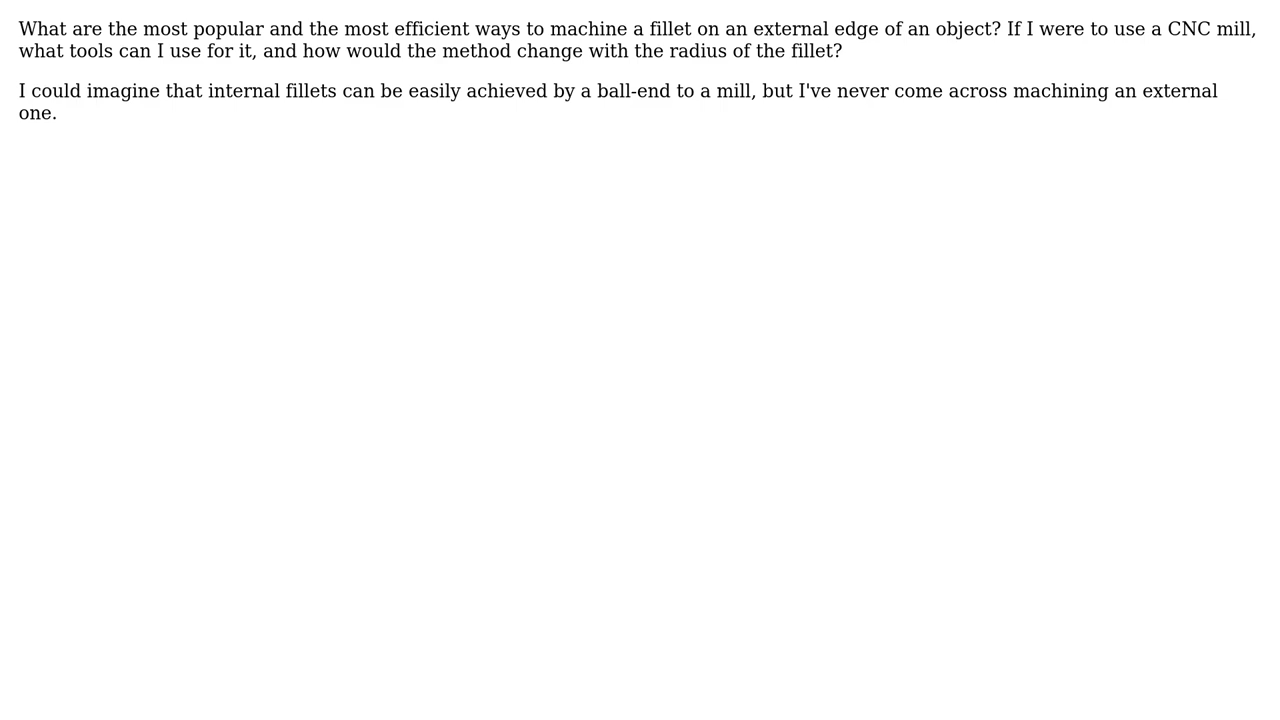 What are the most popular and the most efficient ways to machine a fillet on an external edge of an object? If I were to use a CNC mill,
what tools can I use for it, and how would the method change with the radius of the fillet?
I could imagine that internal fillets can be easily achieved by a ball-end to a mill, but I've never come across machining an external
one.